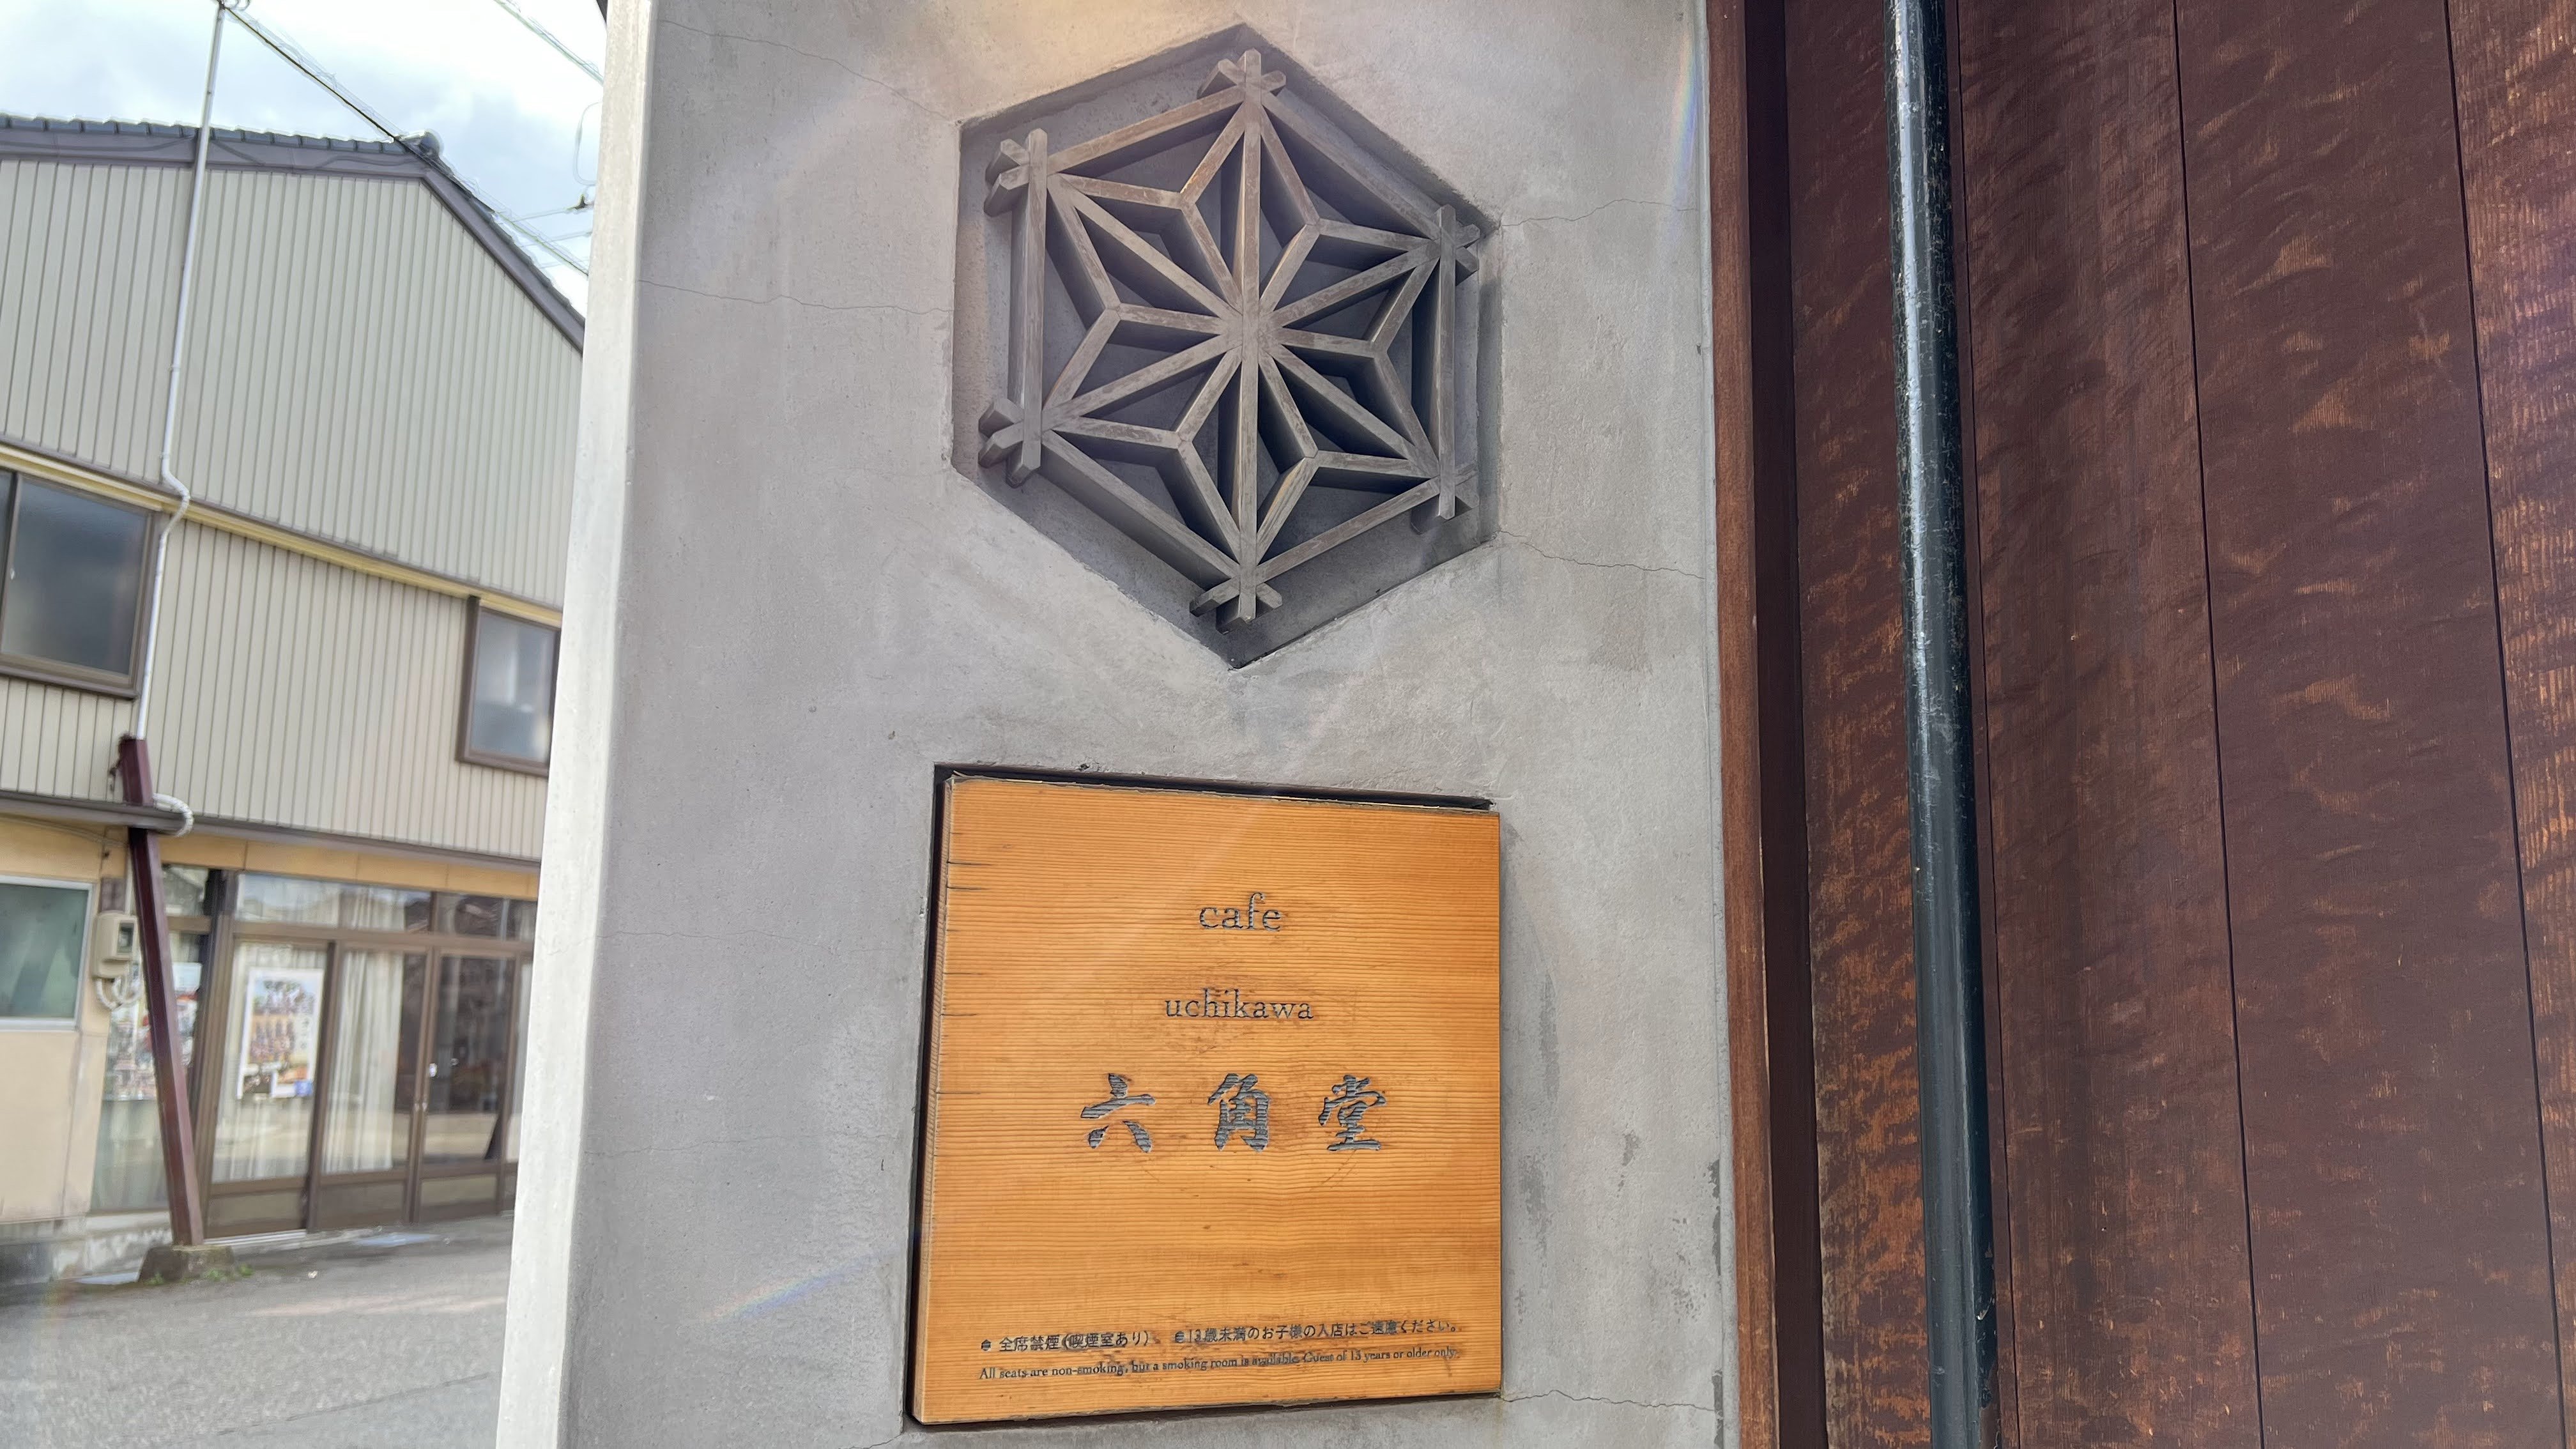 cafe
uchikawa
六角堂
● 全席禁煙(喫煙室あり) ● 13歳未満のお子様の入店はご遠慮ください。
All seats are non-smoking, but a smoking room is available. Guest of 13 years or older only.